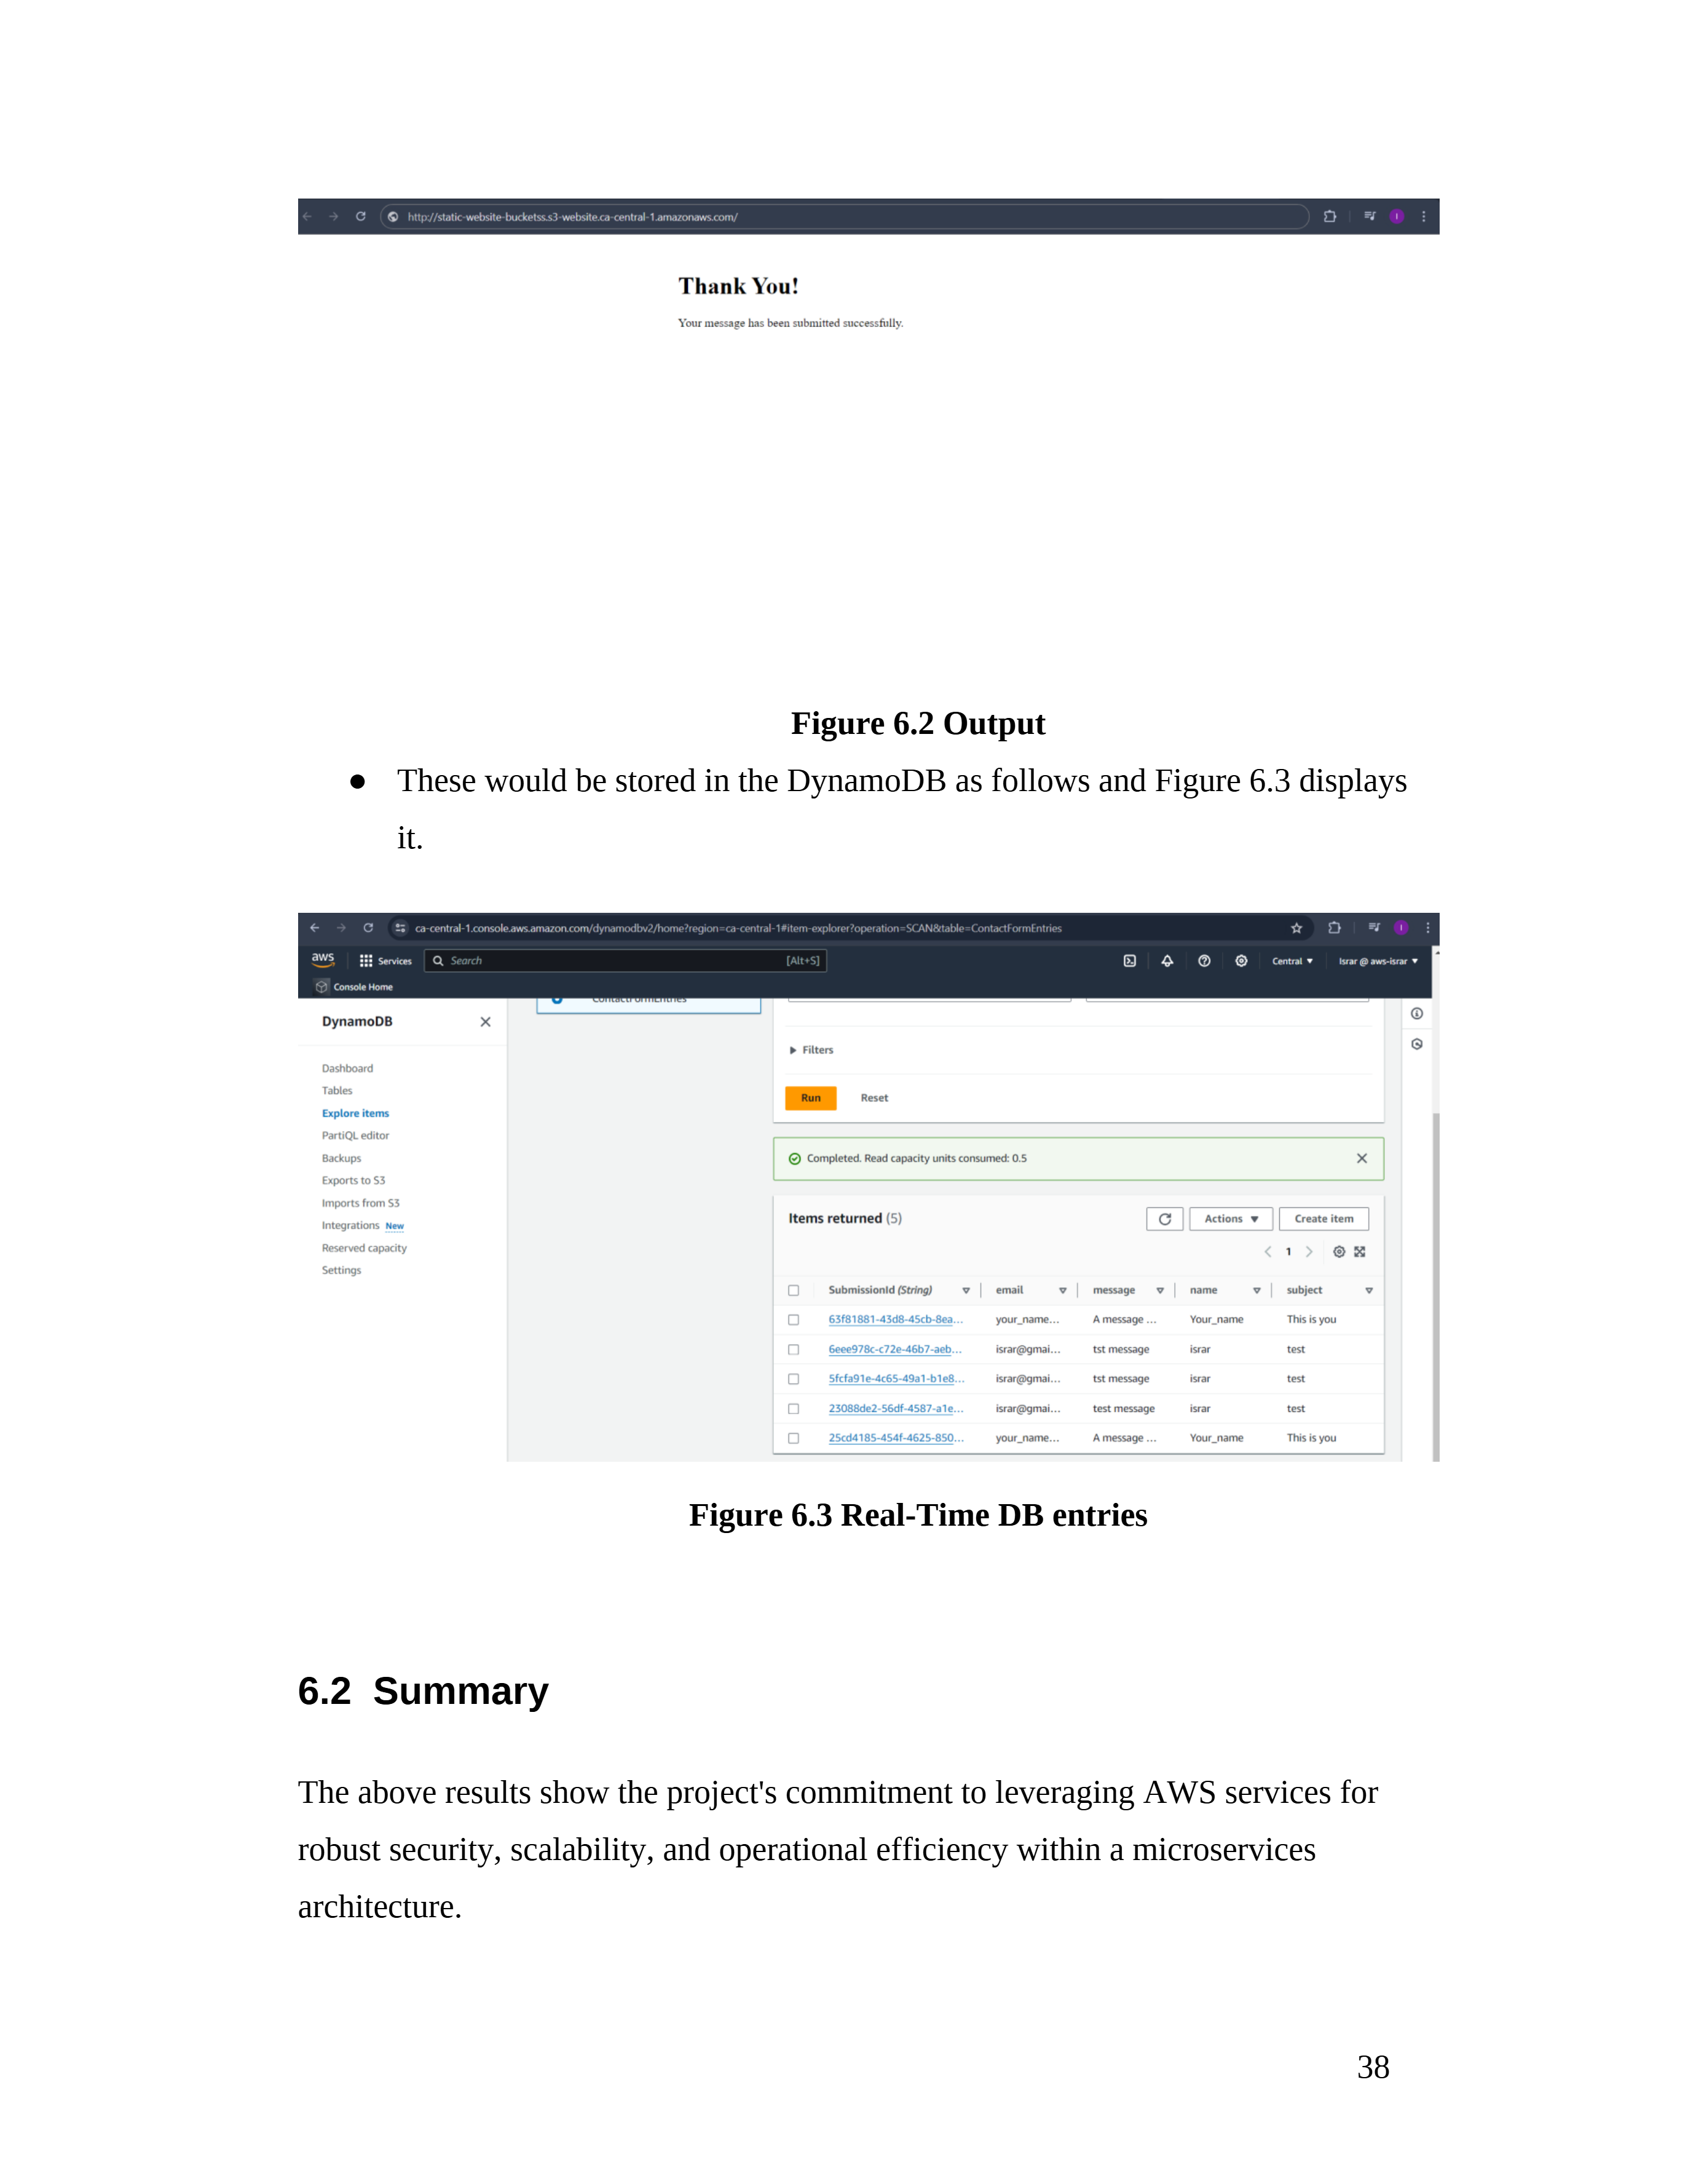 http://static-website-bucketss.s3-website.ca-central-1.amazonaws.com/
Thank You!
Your message has been submitted successfully.
Figure 6.2 Output
● These would be stored in the DynamoDB as follows and Figure 6.3 displays
it.
ca-central-1.console.aws.amazon.com/dynamodbv2/home?region=ca-central-1#item-explorer?operation=SCAN&table=ContactFormEntries
aws Services Search [Alt+S] Central Israr @ aws-israr
Console Home
DynamoDB
Dashboard
Tables
Explore items
PartiQL editor
Backups
Exports to S3
Imports from S3
Integrations New
Reserved capacity
Settings
ContactFormEntries
Filters
Run Reset
Completed. Read capacity units consumed: 0.5
Items returned (5) Actions Create item
1
SubmissionId (String) email message name subject
63f81881-43d8-45cb-8ea... your_name... A message ... Your_name This is you
6eee978c-c72e-46b7-aeb... israr@gmai... tst message israr test
5fcfa91e-4c65-49a1-b1e8... israr@gmai... tst message israr test
23088de2-56df-4587-a1e... israr@gmai... test message israr test
25cd4185-454f-4625-850... your_name... A message ... Your_name This is you
Figure 6.3 Real-Time DB entries
6.2 Summary
The above results show the project's commitment to leveraging AWS services for
robust security, scalability, and operational efficiency within a microservices
architecture.
38